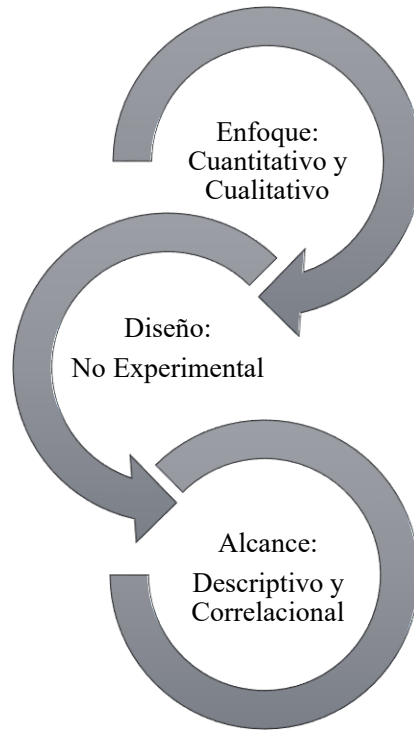 Enfoque:
Cuantitativo y
Cualitativo
Diseño:
No Experimental
Alcance:
Descriptivo y
Correlacional